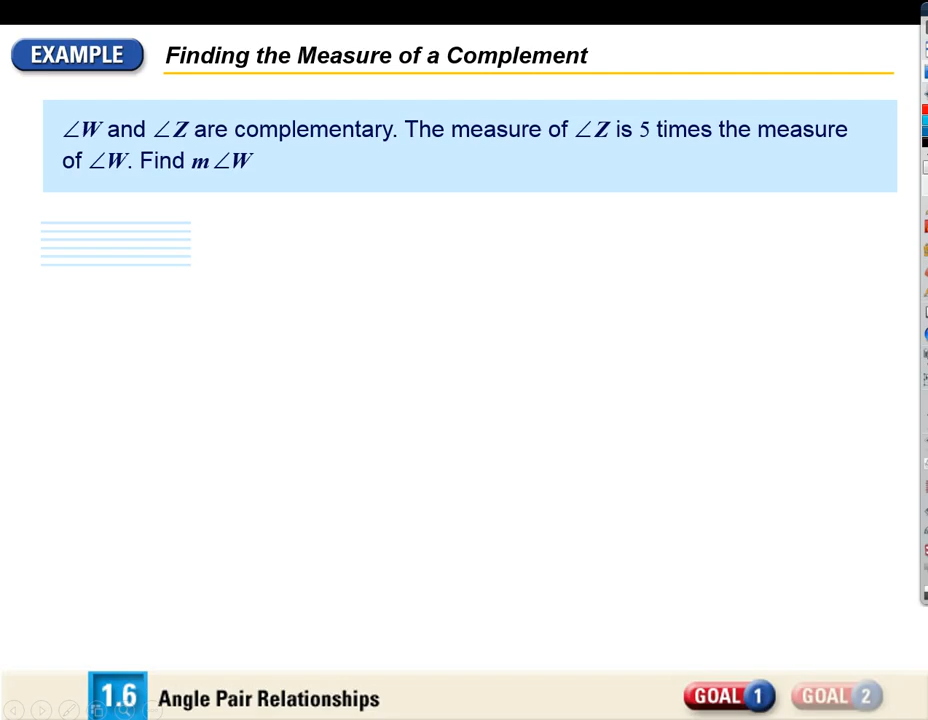 EXAMPLE
Finding the Measure of a Complement
∠W and ∠Z are complementary. The measure of ∠Z is 5 times the measure
of ∠W. Find m∠W
1.6 Angle Pair Relationships
GOAL 1
GOAL 2